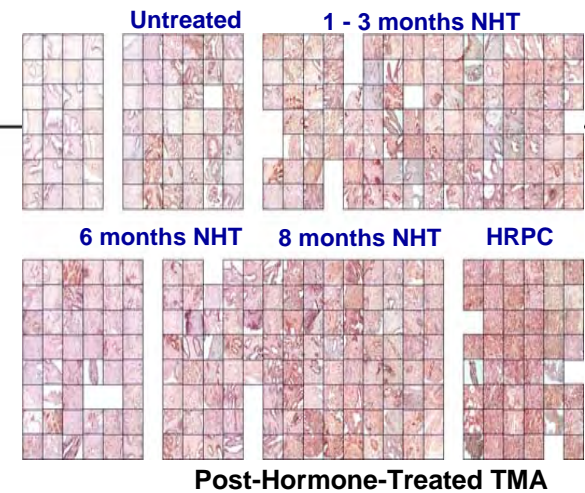 Untreated
1 - 3 months NHT
6 months NHT
8 months NHT
HRPC
Post-Hormone-Treated TMA